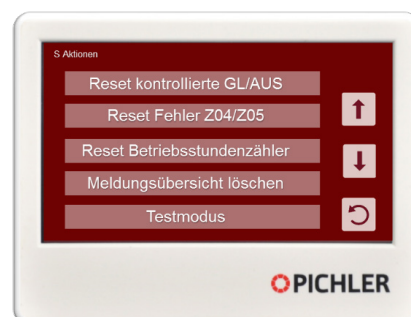 S Aktionen
Reset kontrollierte GL/AUS
Reset Fehler Z04/Z05
Reset Betriebsstundenzähler
Meldungsübersicht löschen
Testmodus
PICHLER